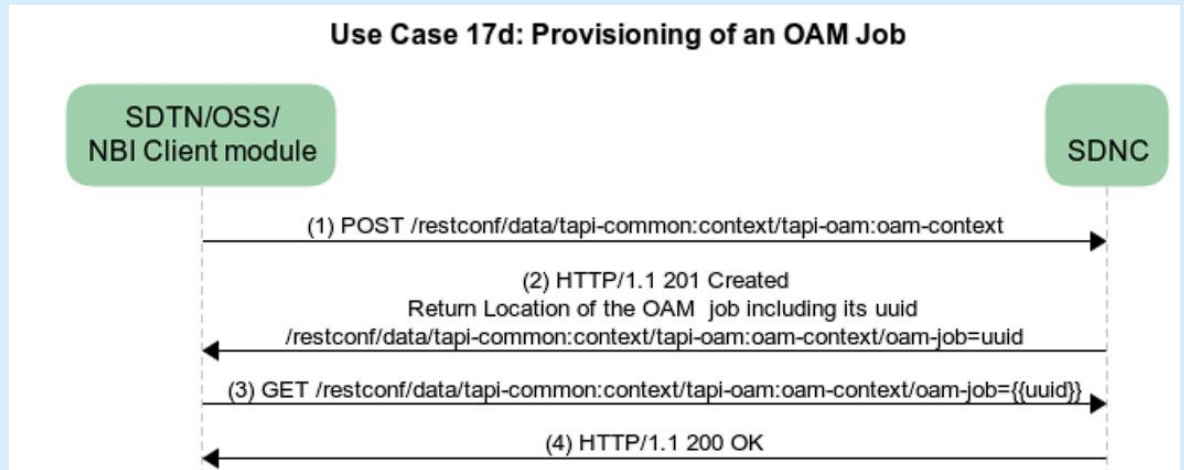 Use Case 17d: Provisioning of an OAM Job
SDTN/OSS/
NBI Client module
SDNC
(1) POST /restconf/data/tapi-common:context/tapi-oam:oam-context
(2) HTTP/1.1 201 Created
Return Location of the OAM job including its uuid
/restconf/data/tapi-common:context/tapi-oam:oam-context/oam-job=uuid
(3) GET /restconf/data/tapi-common:context/tapi-oam:oam-context/oam-job={{uuid}}
(4) HTTP/1.1 200 OK